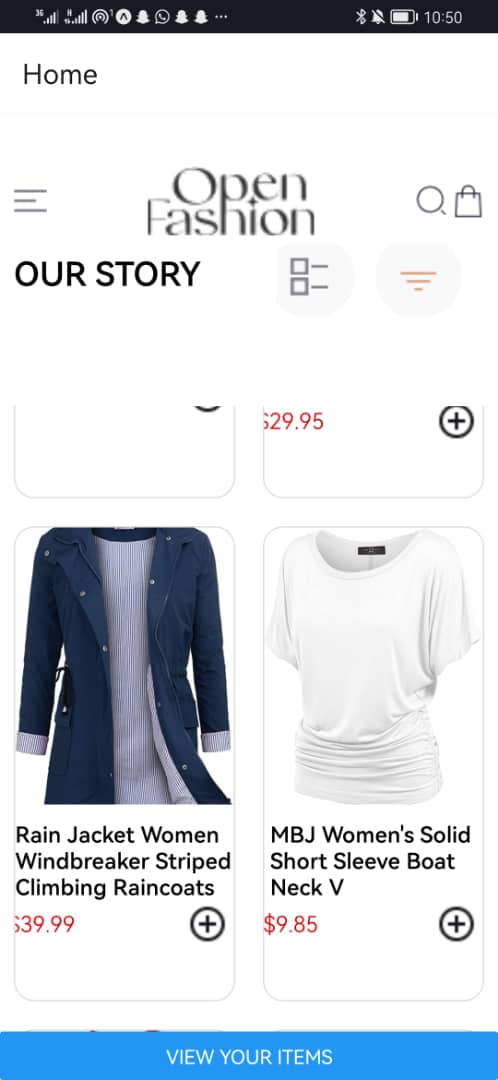 3G
10:50
Home
Open
Fashion
OUR STORY
$29.95
Rain Jacket Women
Windbreaker Striped
Climbing Raincoats
$39.99
MBJ Women's Solid
Short Sleeve Boat
Neck V
$9.85
VIEW YOUR ITEMS